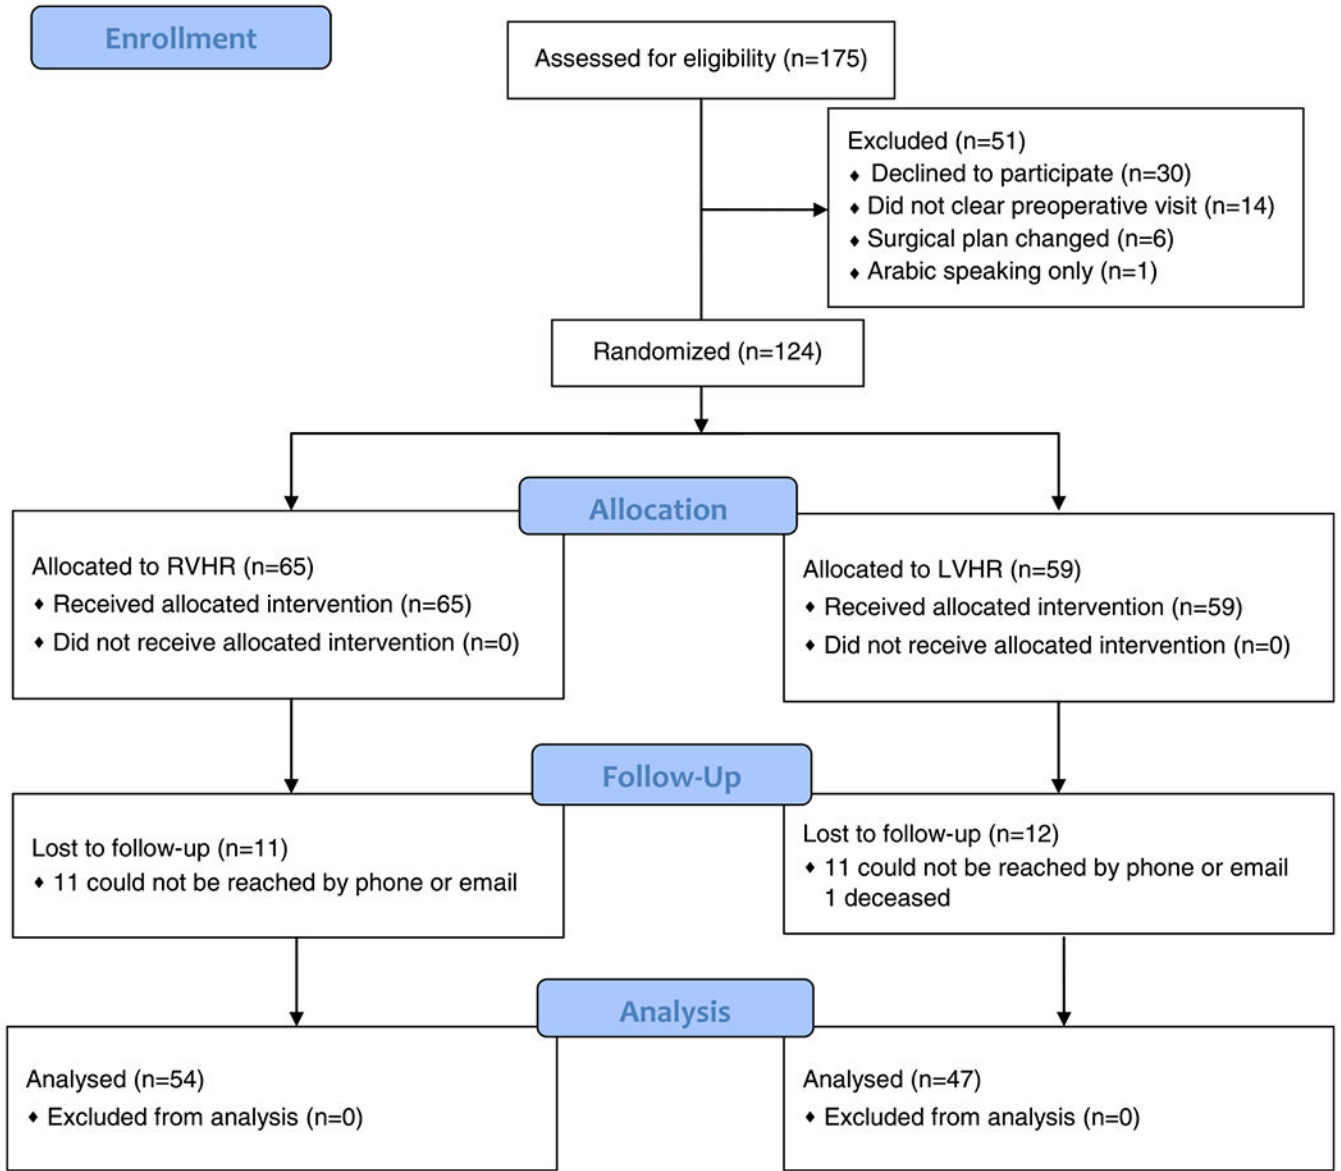 Enrollment
Assessed for eligibility (n=175)
Excluded (n=51)
♦ Declined to participate (n=30)
♦ Did not clear preoperative visit (n=14)
♦ Surgical plan changed (n=6)
♦ Arabic speaking only (n=1)
Randomized (n=124)
Allocation
Allocated to RVHR (n=65)
♦ Received allocated intervention (n=65)
♦ Did not receive allocated intervention (n=0)
Allocated to LVHR (n=59)
♦ Received allocated intervention (n=59)
♦ Did not receive allocated intervention (n=0)
Follow-Up
Lost to follow-up (n=11)
♦ 11 could not be reached by phone or email
Lost to follow-up (n=12)
♦ 11 could not be reached by phone or email
1 deceased
Analysis
Analysed (n=54)
♦ Excluded from analysis (n=0)
Analysed (n=47)
♦ Excluded from analysis (n=0)